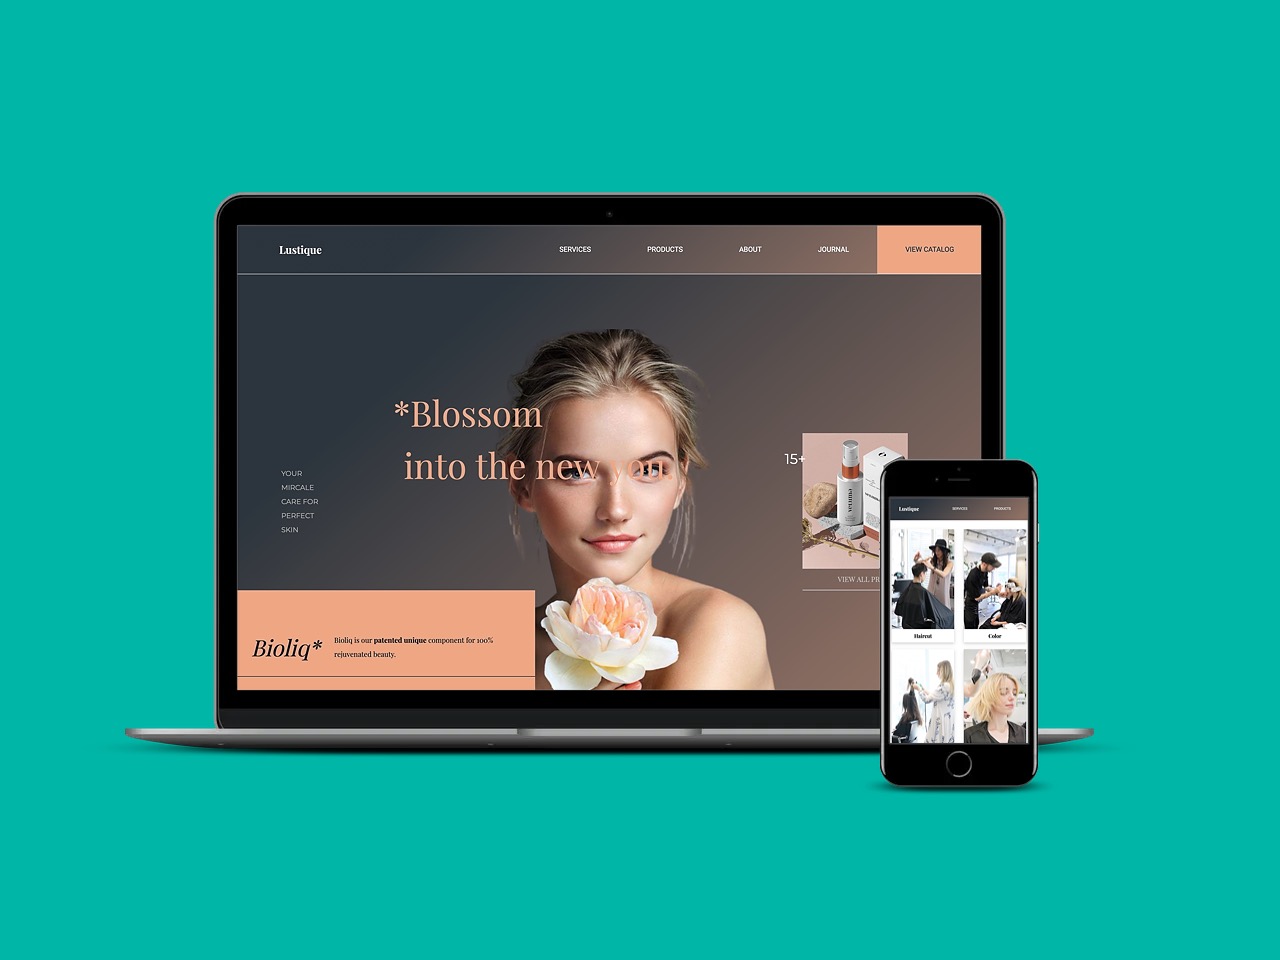 Lustique
SERVICES
PRODUCTS
ABOUT
JOURNAL
VIEW CATALOG
*Blossom
into the new you.
YOUR
MIRCALE
CARE FOR
PERFECT
SKIN
15+
VIEW ALL PR
Bioliq*
Bioliq is our patented unique component for 100%
rejuvenated beauty.
Lustique
SERVICES
PRODUCTS
Haircut
Color